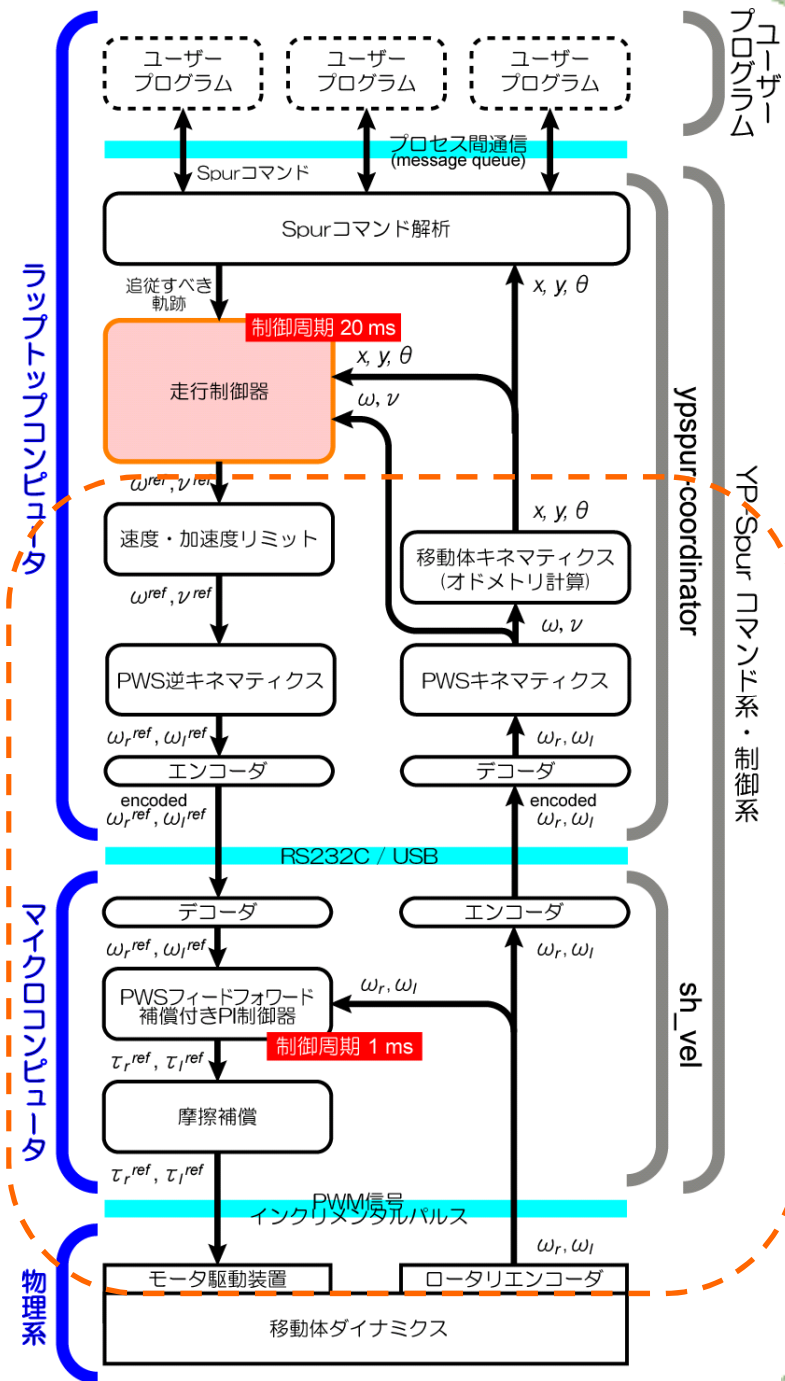 ユーザー
プログラム
ユーザー
プログラム
ユーザー
プログラム
ユーザー
プログラム
プロセス間通信
(message queue)
Spurコマンド
Spurコマンド解析
追従すべき
軌跡
x, y, θ
制御周期 20 ms
走行制御器
x, y, θ
ω, ν
ω^ref, ν^ref
速度・加速度リミット
ω^ref, ν^ref
x, y, θ
移動体キネマティクス
(オドメトリ計算)
ω, ν
PWS逆キネマティクス
PWSキネマティクス
ω_r^ref, ω_l^ref
ω_r, ω_l
エンコーダ
デコーダ
encoded
ω_r^ref, ω_l^ref
encoded
ω_r, ω_l
RS232C / USB
デコーダ
エンコーダ
ω_r^ref, ω_l^ref
ω_r, ω_l
PWSフィードフォワード
補償付きPI制御器
ω_r, ω_l
制御周期 1 ms
τ_r^ref, τ_l^ref
摩擦補償
τ_r^ref, τ_l^ref
PWM信号
インクリメンタルパルス
ω_r, ω_l
モータ駆動装置
ロータリエンコーダ
移動体ダイナミクス
ラップトップコンピュータ
マイクロコンピュータ
物理系
ypspur-coordinator
sh_vel
YP-Spur コマンド系・制御系